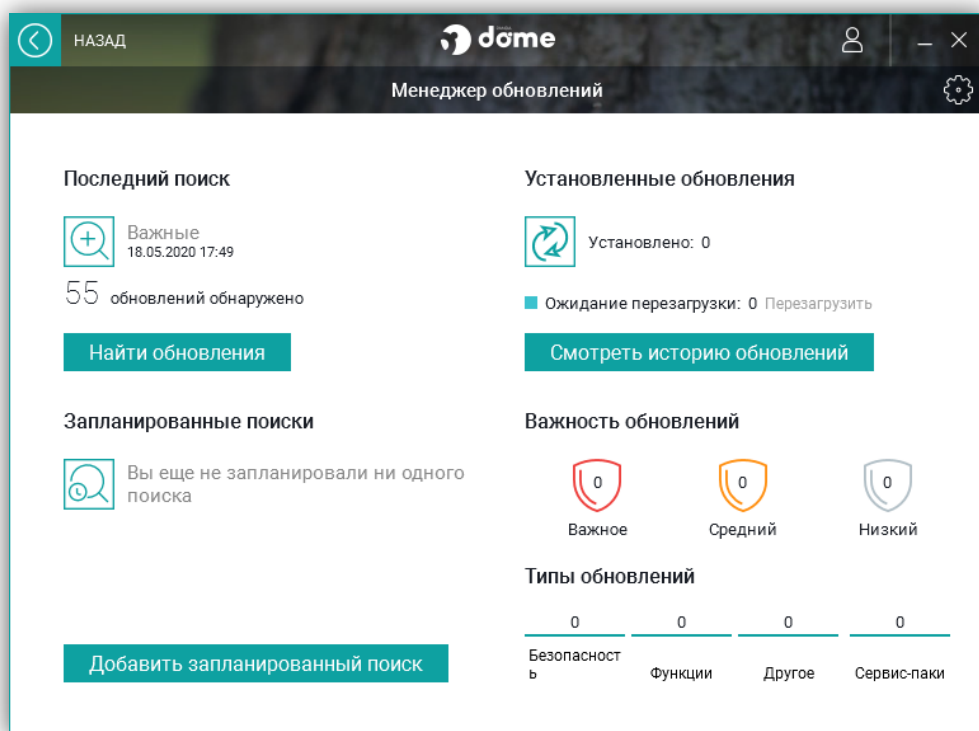 НАЗАД
dome
Менеджер обновлений
Последний поиск
Важные
18.05.2020 17:49
55 обновлений обнаружено
Найти обновления
Установленные обновления
Установлено: 0
Ожидание перезагрузки: 0 Перезагрузить
Смотреть историю обновлений
Запланированные поиски
Вы еще не запланировали ни одного
поиска
Добавить запланированный поиск
Важность обновлений
0 0 0
Важное Средний Низкий
Типы обновлений
0 0 0 0
Безопасност
ь Функции Другое Сервис-паки